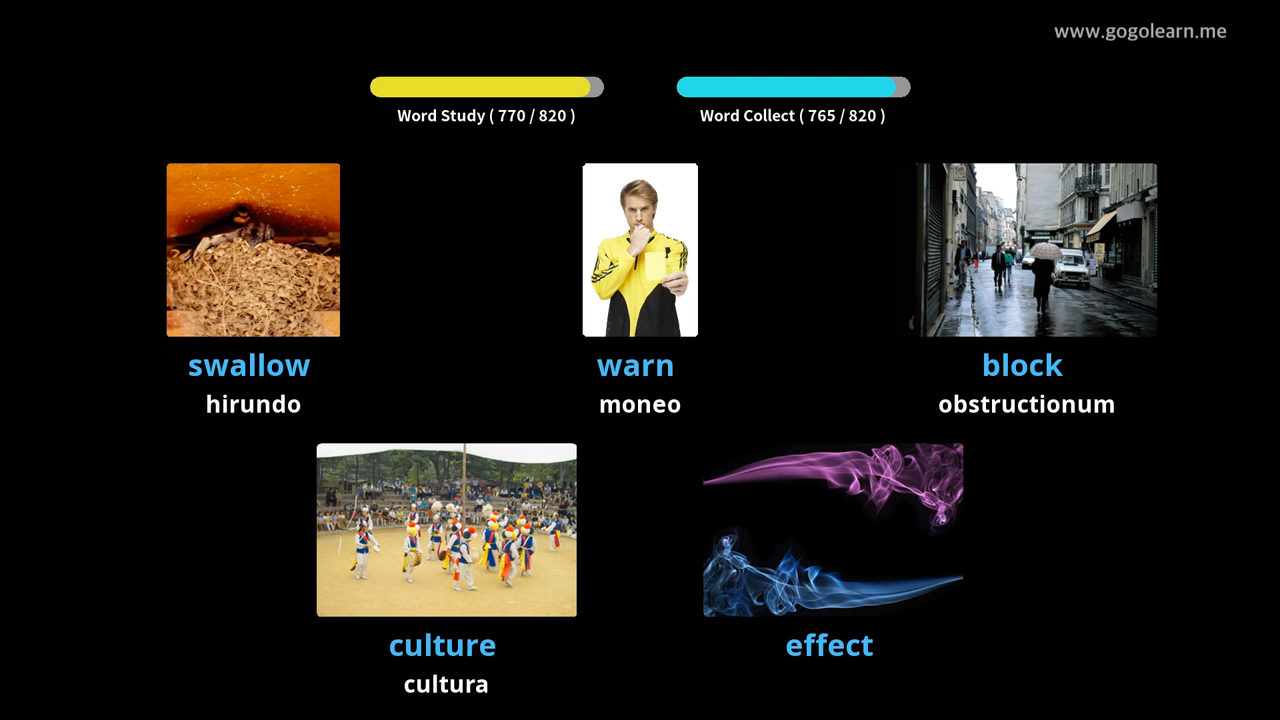 www.gogolearn.me
Word Study ( 770 / 820 )
Word Collect ( 765 / 820 )
swallow
hirundo
warn
moneo
block
obstructionum
culture
cultura
effect